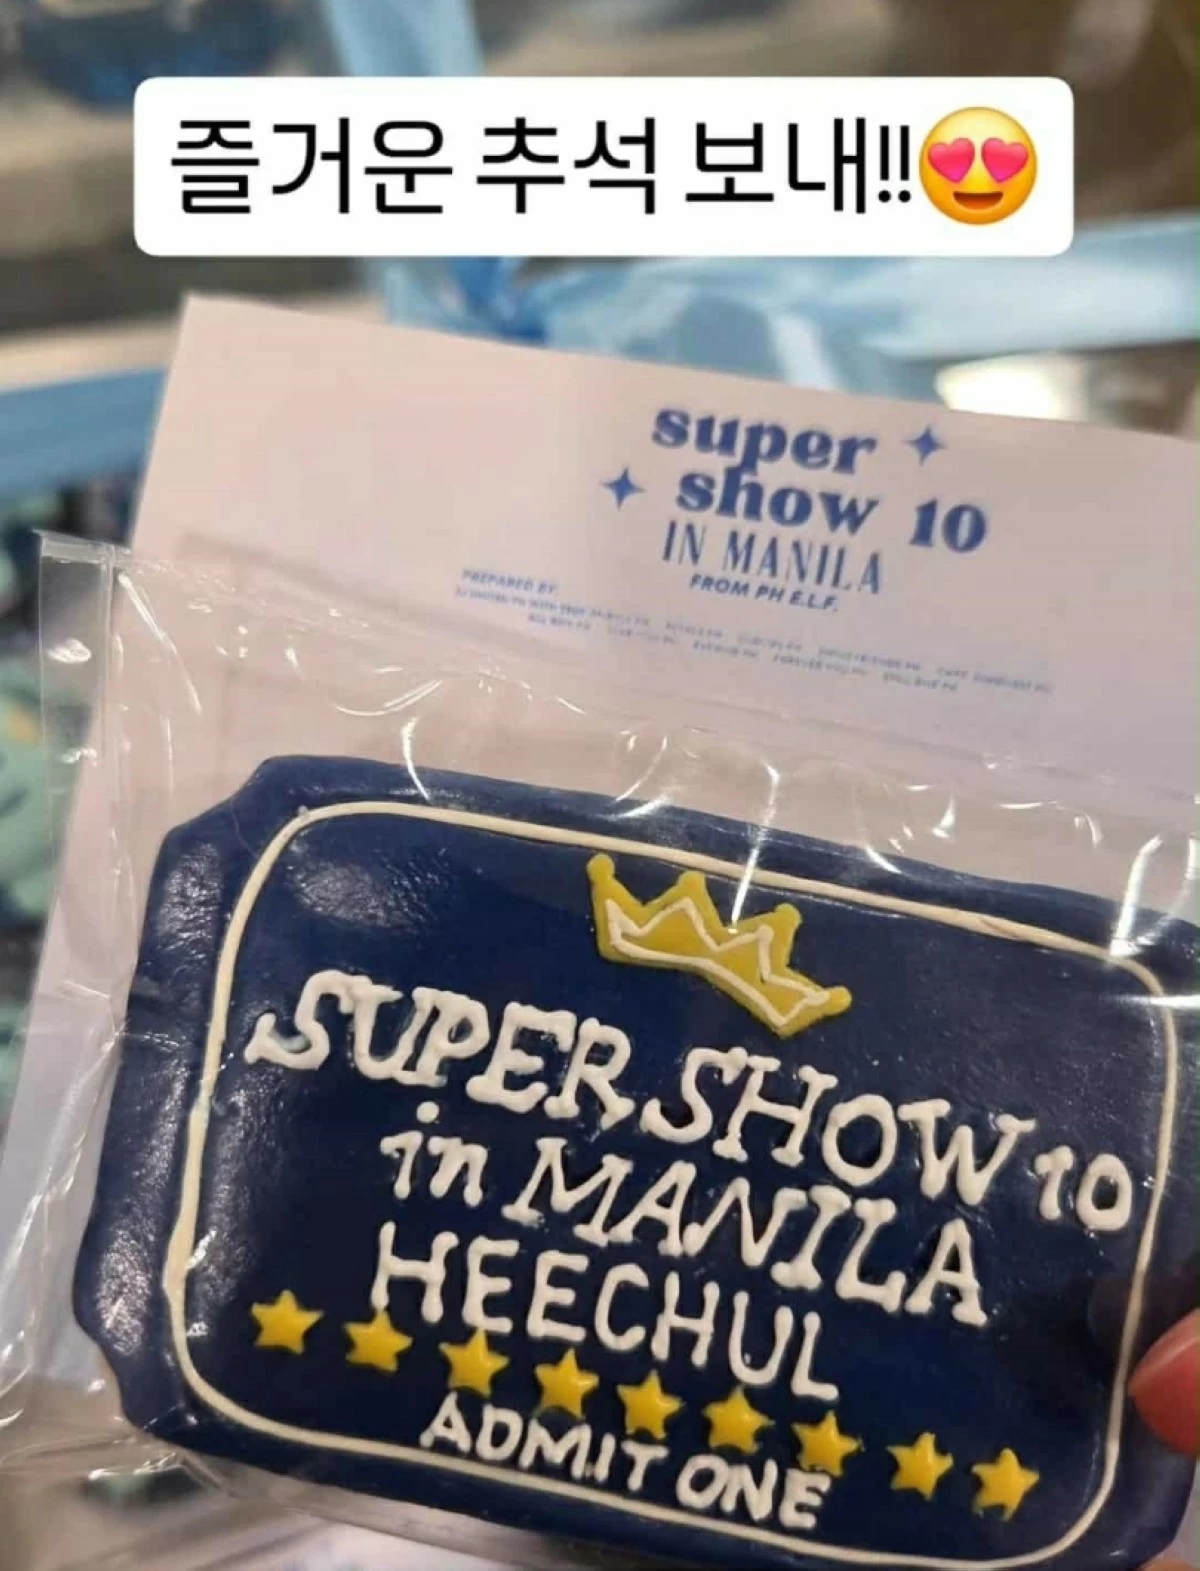 즐거운 추석 보내!!😍
super
show 10
IN MANILA
FROM PH E.L.F.
PREPARED BY:
SUPER SHOW 10
in MANILA
HEECHUL
ADMIT ONE